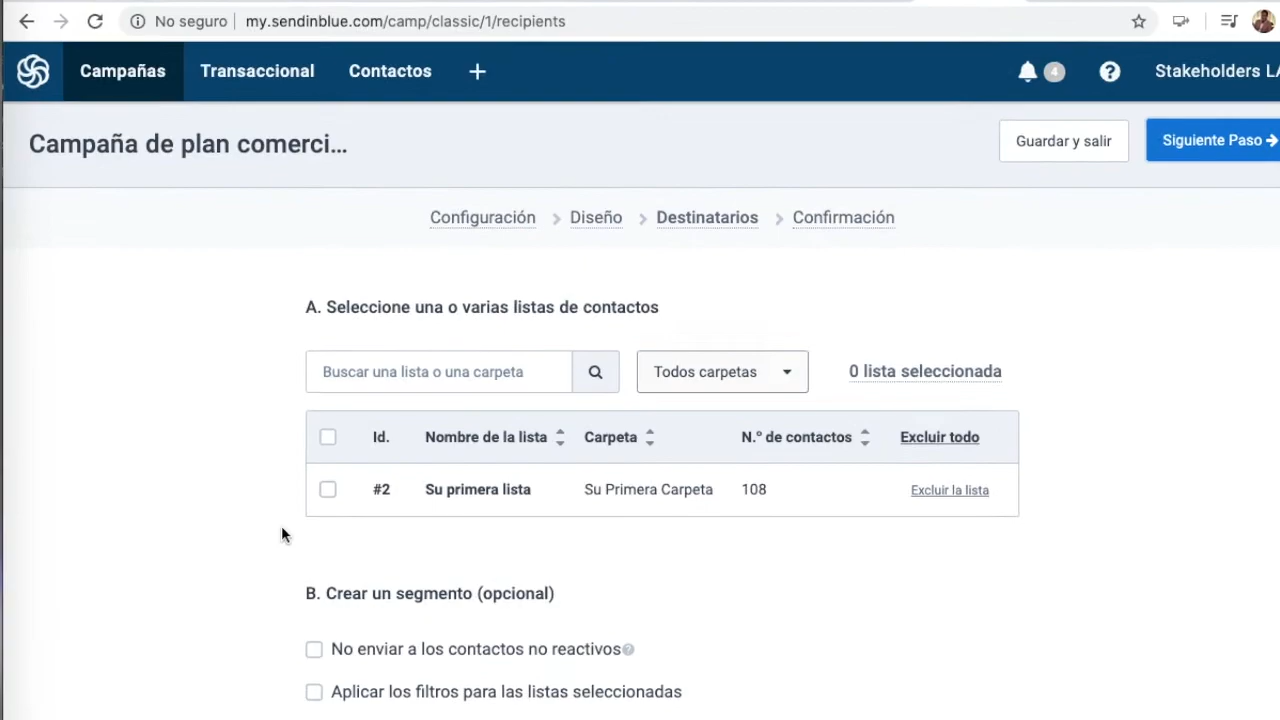 No seguro my.sendinblue.com/camp/classic/1/recipients
Campañas Transaccional Contactos + 4 ? Stakeholders LA
Campaña de plan comerci... Guardar y salir Siguiente Paso →
Configuración > Diseño > Destinatarios > Confirmación
A. Seleccione una o varias listas de contactos
Buscar una lista o una carpeta Todos carpetas 0 lista seleccionada
Id. Nombre de la lista Carpeta N.º de contactos Excluir todo
#2 Su primera lista Su Primera Carpeta 108 Excluir la lista
B. Crear un segmento (opcional)
No enviar a los contactos no reactivos ?
Aplicar los filtros para las listas seleccionadas